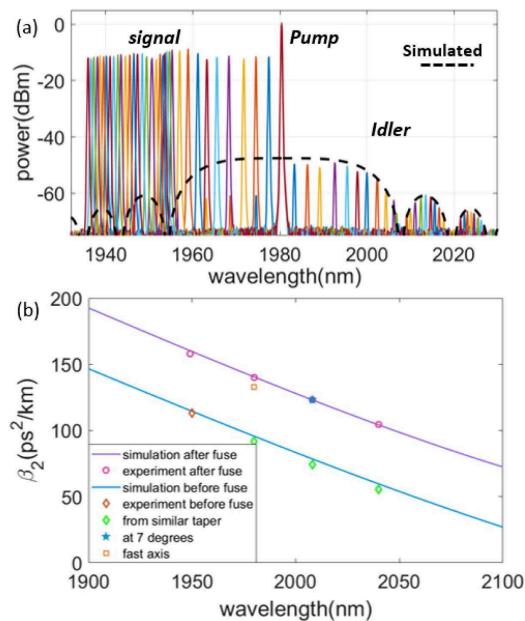 (a)
signal
Pump
Simulated
Idler
power(dBm)
0
-20
-40
-60
1940
1960
1980
2000
2020
wavelength(nm)
(b)
β2(ps²/km)
200
150
100
50
0
simulation after fuse
experiment after fuse
simulation before fuse
experiment before fuse
from similar taper
at 7 degrees
fast axis
1900
1950
2000
2050
2100
wavelength(nm)